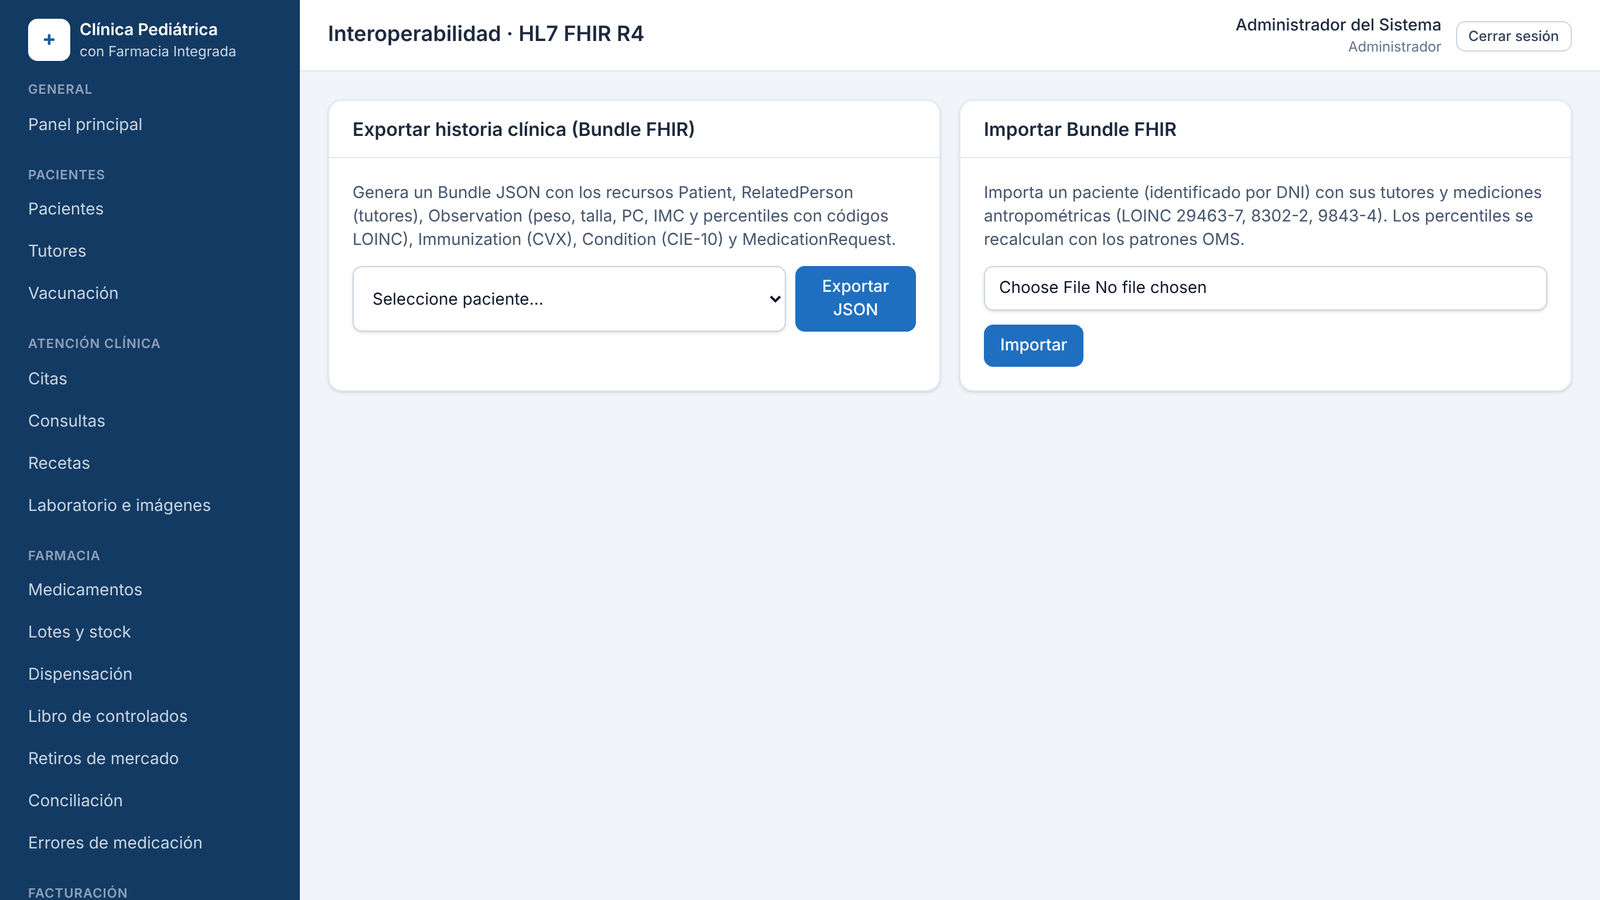 +
Clínica Pediátrica
con Farmacia Integrada
GENERAL
Panel principal
PACIENTES
Pacientes
Tutores
Vacunación
ATENCIÓN CLÍNICA
Citas
Consultas
Recetas
Laboratorio e imágenes
FARMACIA
Medicamentos
Lotes y stock
Dispensación
Libro de controlados
Retiros de mercado
Conciliación
Errores de medicación
FACTURACIÓN
Interoperabilidad · HL7 FHIR R4
Administrador del Sistema
Administrador
Cerrar sesión
Exportar historia clínica (Bundle FHIR)
Genera un Bundle JSON con los recursos Patient, RelatedPerson
(tutores), Observation (peso, talla, PC, IMC y percentiles con códigos
LOINC), Immunization (CVX), Condition (CIE-10) y MedicationRequest.
Seleccione paciente...
Exportar
JSON
Importar Bundle FHIR
Importa un paciente (identificado por DNI) con sus tutores y mediciones
antropométricas (LOINC 29463-7, 8302-2, 9843-4). Los percentiles se
recalculan con los patrones OMS.
Choose File No file chosen
Importar